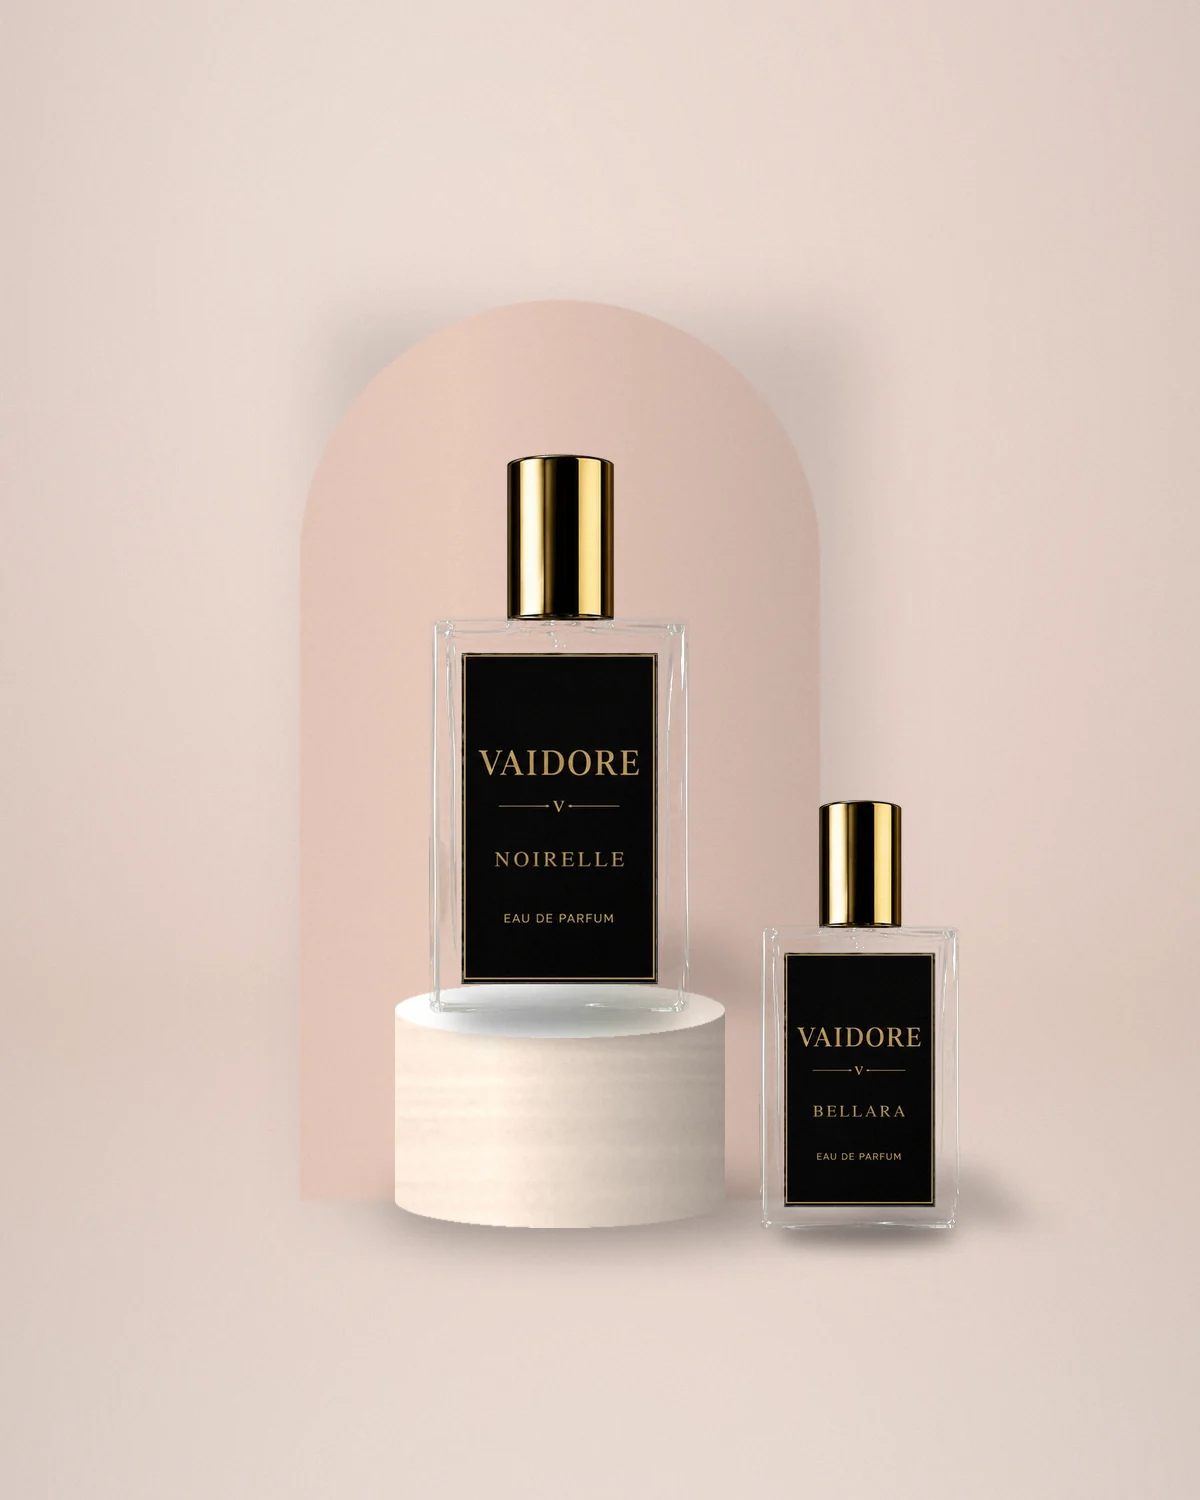 VAIDORE
V
NOIRELLE
EAU DE PARFUM
VAIDORE
V
BELLARA
EAU DE PARFUM